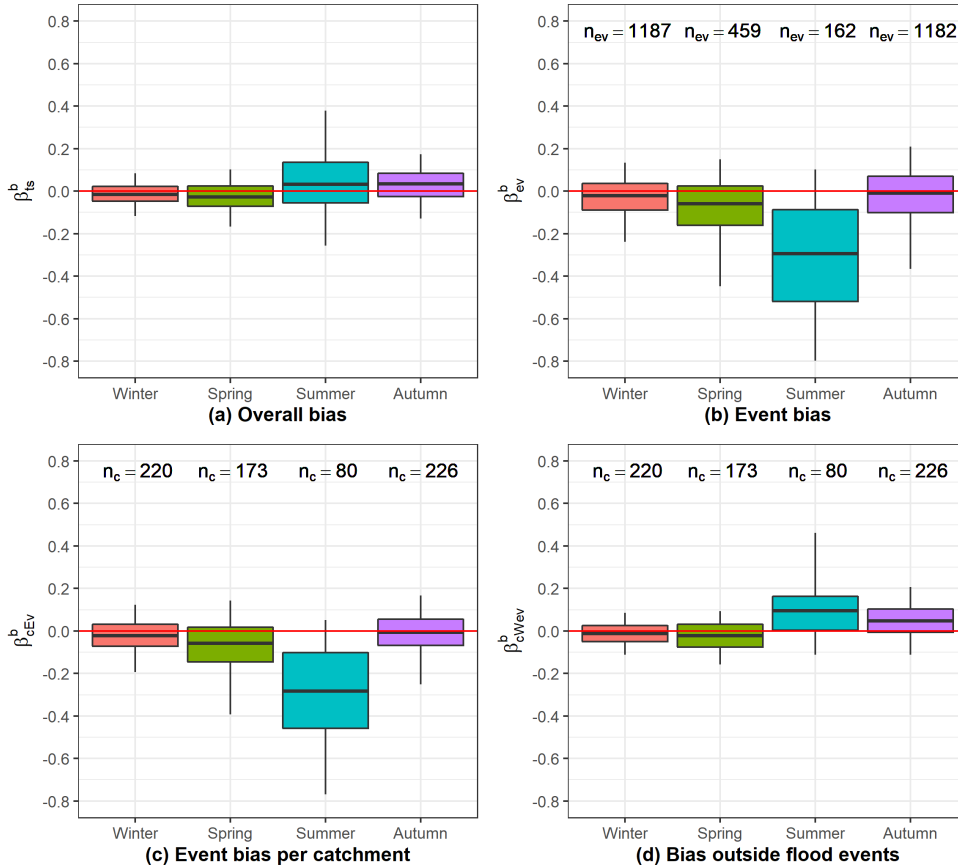 n_ev = 1187 n_ev = 459 n_ev = 162 n_ev = 1182
0.8
0.6
0.4
0.2
0.0
-0.2
-0.4
-0.6
-0.8
β^b_ts
Winter Spring Summer Autumn
(a) Overall bias
0.8
0.6
0.4
0.2
0.0
-0.2
-0.4
-0.6
-0.8
β^b_ev
Winter Spring Summer Autumn
(b) Event bias
n_c = 220 n_c = 173 n_c = 80 n_c = 226
0.8
0.6
0.4
0.2
0.0
-0.2
-0.4
-0.6
-0.8
β^b_cEv
Winter Spring Summer Autumn
(c) Event bias per catchment
n_c = 220 n_c = 173 n_c = 80 n_c = 226
0.8
0.6
0.4
0.2
0.0
-0.2
-0.4
-0.6
-0.8
β^b_cWev
Winter Spring Summer Autumn
(d) Bias outside flood events